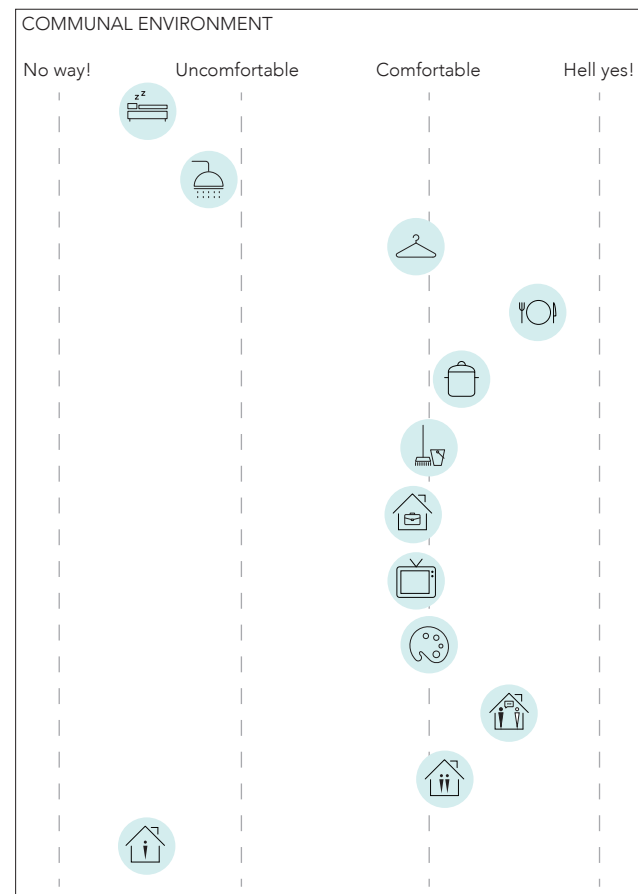 COMMUNAL ENVIRONMENT
No way! Uncomfortable Comfortable Hell yes!
z z